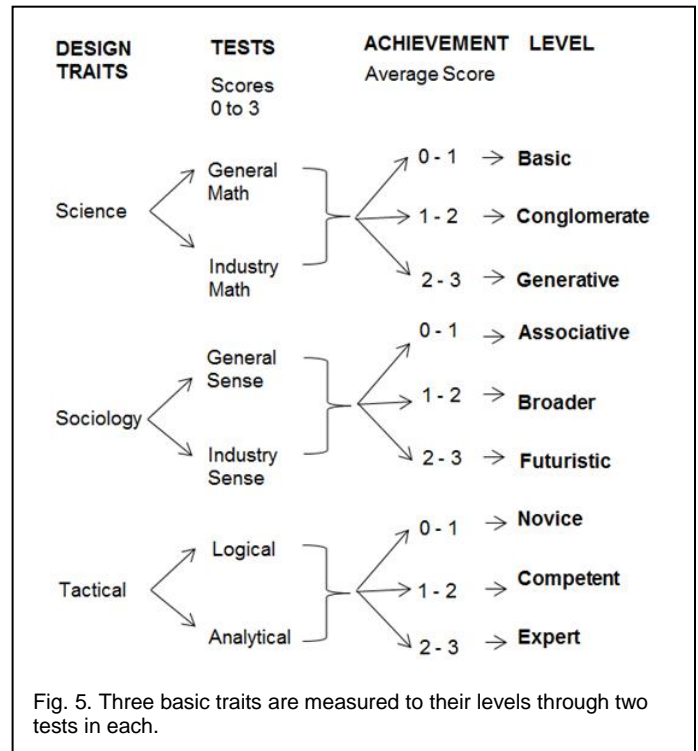 DESIGN TRAITS TESTS ACHIEVEMENT LEVEL
Scores 0 to 3 Average Score
Science
General Math
Industry Math
0 - 1 → Basic
1 - 2 → Conglomerate
2 - 3 → Generative
Sociology
General Sense
Industry Sense
0 - 1 → Associative
1 - 2 → Broader
2 - 3 → Futuristic
Tactical
Logical
Analytical
0 - 1 → Novice
1 - 2 → Competent
2 - 3 → Expert
Fig. 5. Three basic traits are measured to their levels through two
tests in each.